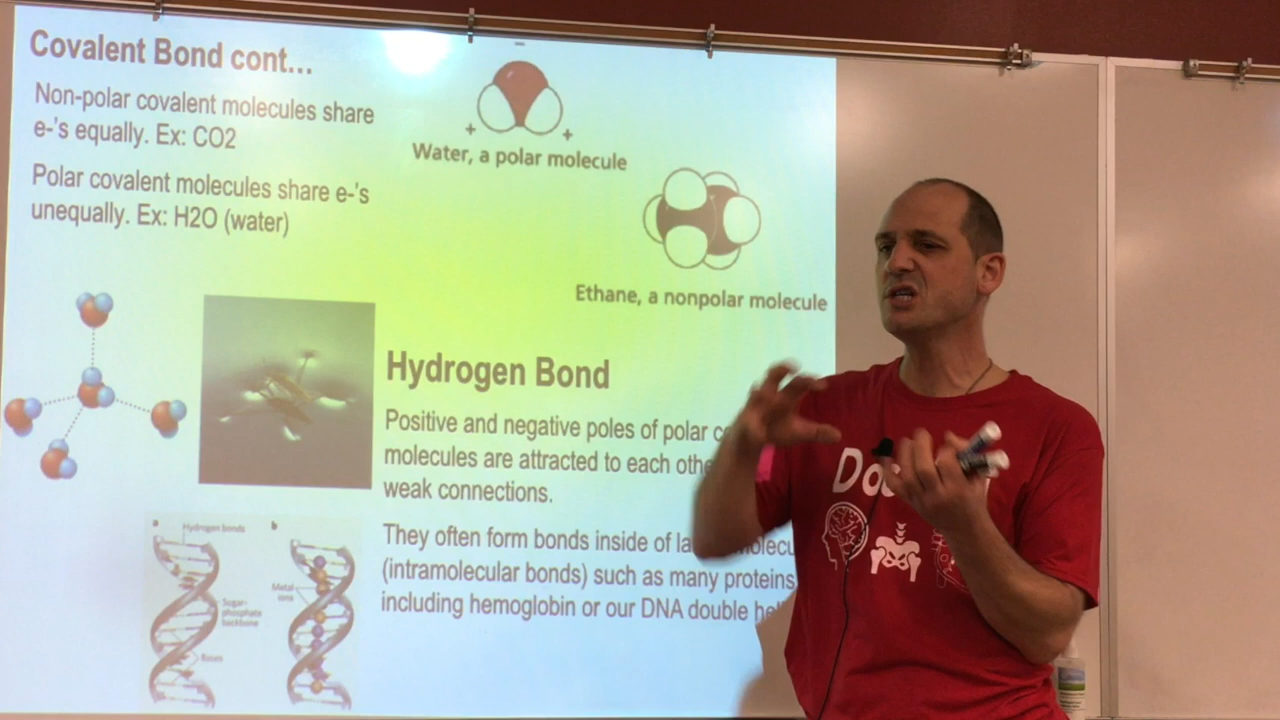 Covalent Bond cont...
Non-polar covalent molecules share
e-'s equally. Ex: CO2
Polar covalent molecules share e-'s
unequally. Ex: H2O (water)
+ +
Water, a polar molecule
Ethane, a nonpolar molecule
Hydrogen Bond
Positive and negative poles of polar
molecules are attracted to each
weak connections.
They often form bonds inside of
(intramolecular bonds) such as many proteins
including hemoglobin or our DNA double
a Hydrogen bonds b
Metal
ions
Sugar-
phosphate
backbone
Bases